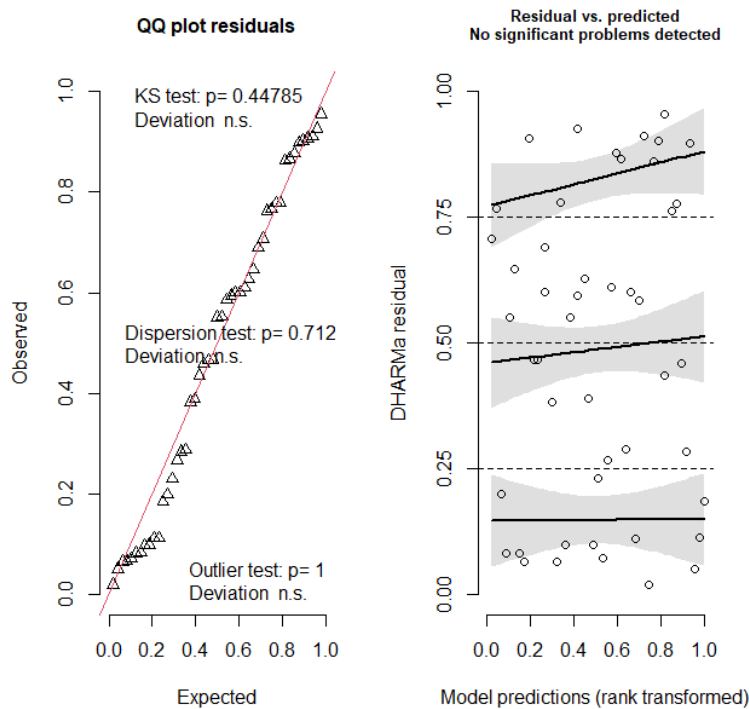 QQ plot residuals
KS test: p= 0.44785
Deviation n.s.
Dispersion test: p= 0.712
Deviation n.s.
Outlier test: p= 1
Deviation n.s.
Observed
0.0
0.2
0.4
0.6
0.8
1.0
0.0
0.2
0.4
0.6
0.8
1.0
Expected
Residual vs. predicted
No significant problems detected
DHARMa residual
0.00
0.25
0.50
0.75
1.00
0.0
0.2
0.4
0.6
0.8
1.0
Model predictions (rank transformed)